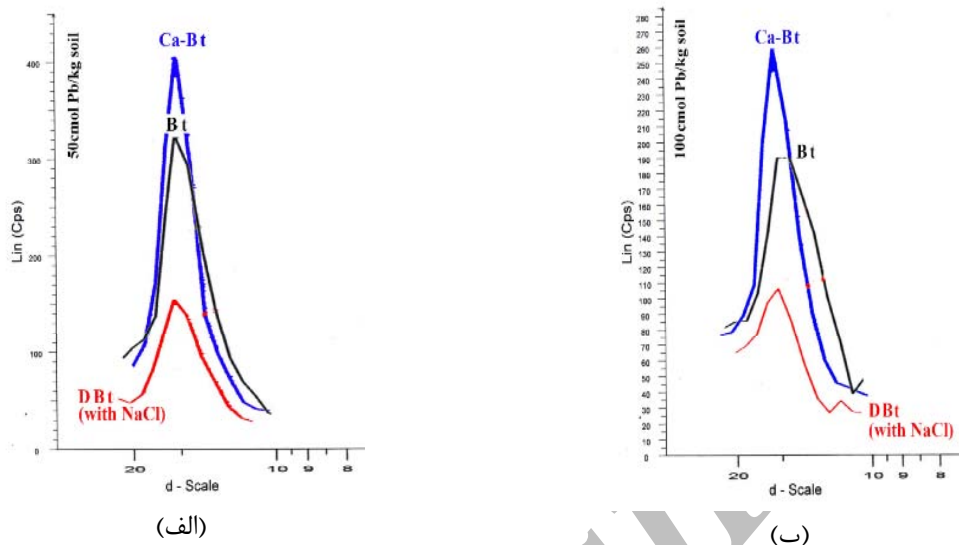 50cmol Pb/kg soil
Lin (Cps)
400
300
200
100
0
Ca-Bt
Bt
DBt
(with NaCl)
20
10
9
8
d - Scale
(الف)
100cmol Pb/kg soil
Lin (Cps)
280
270
260
250
240
230
220
210
200
190
180
170
160
150
140
130
120
110
100
90
80
70
60
50
40
30
20
10
0
Ca-Bt
Bt
DBt
(with NaCl)
20
10
9
8
d - Scale
(ب)